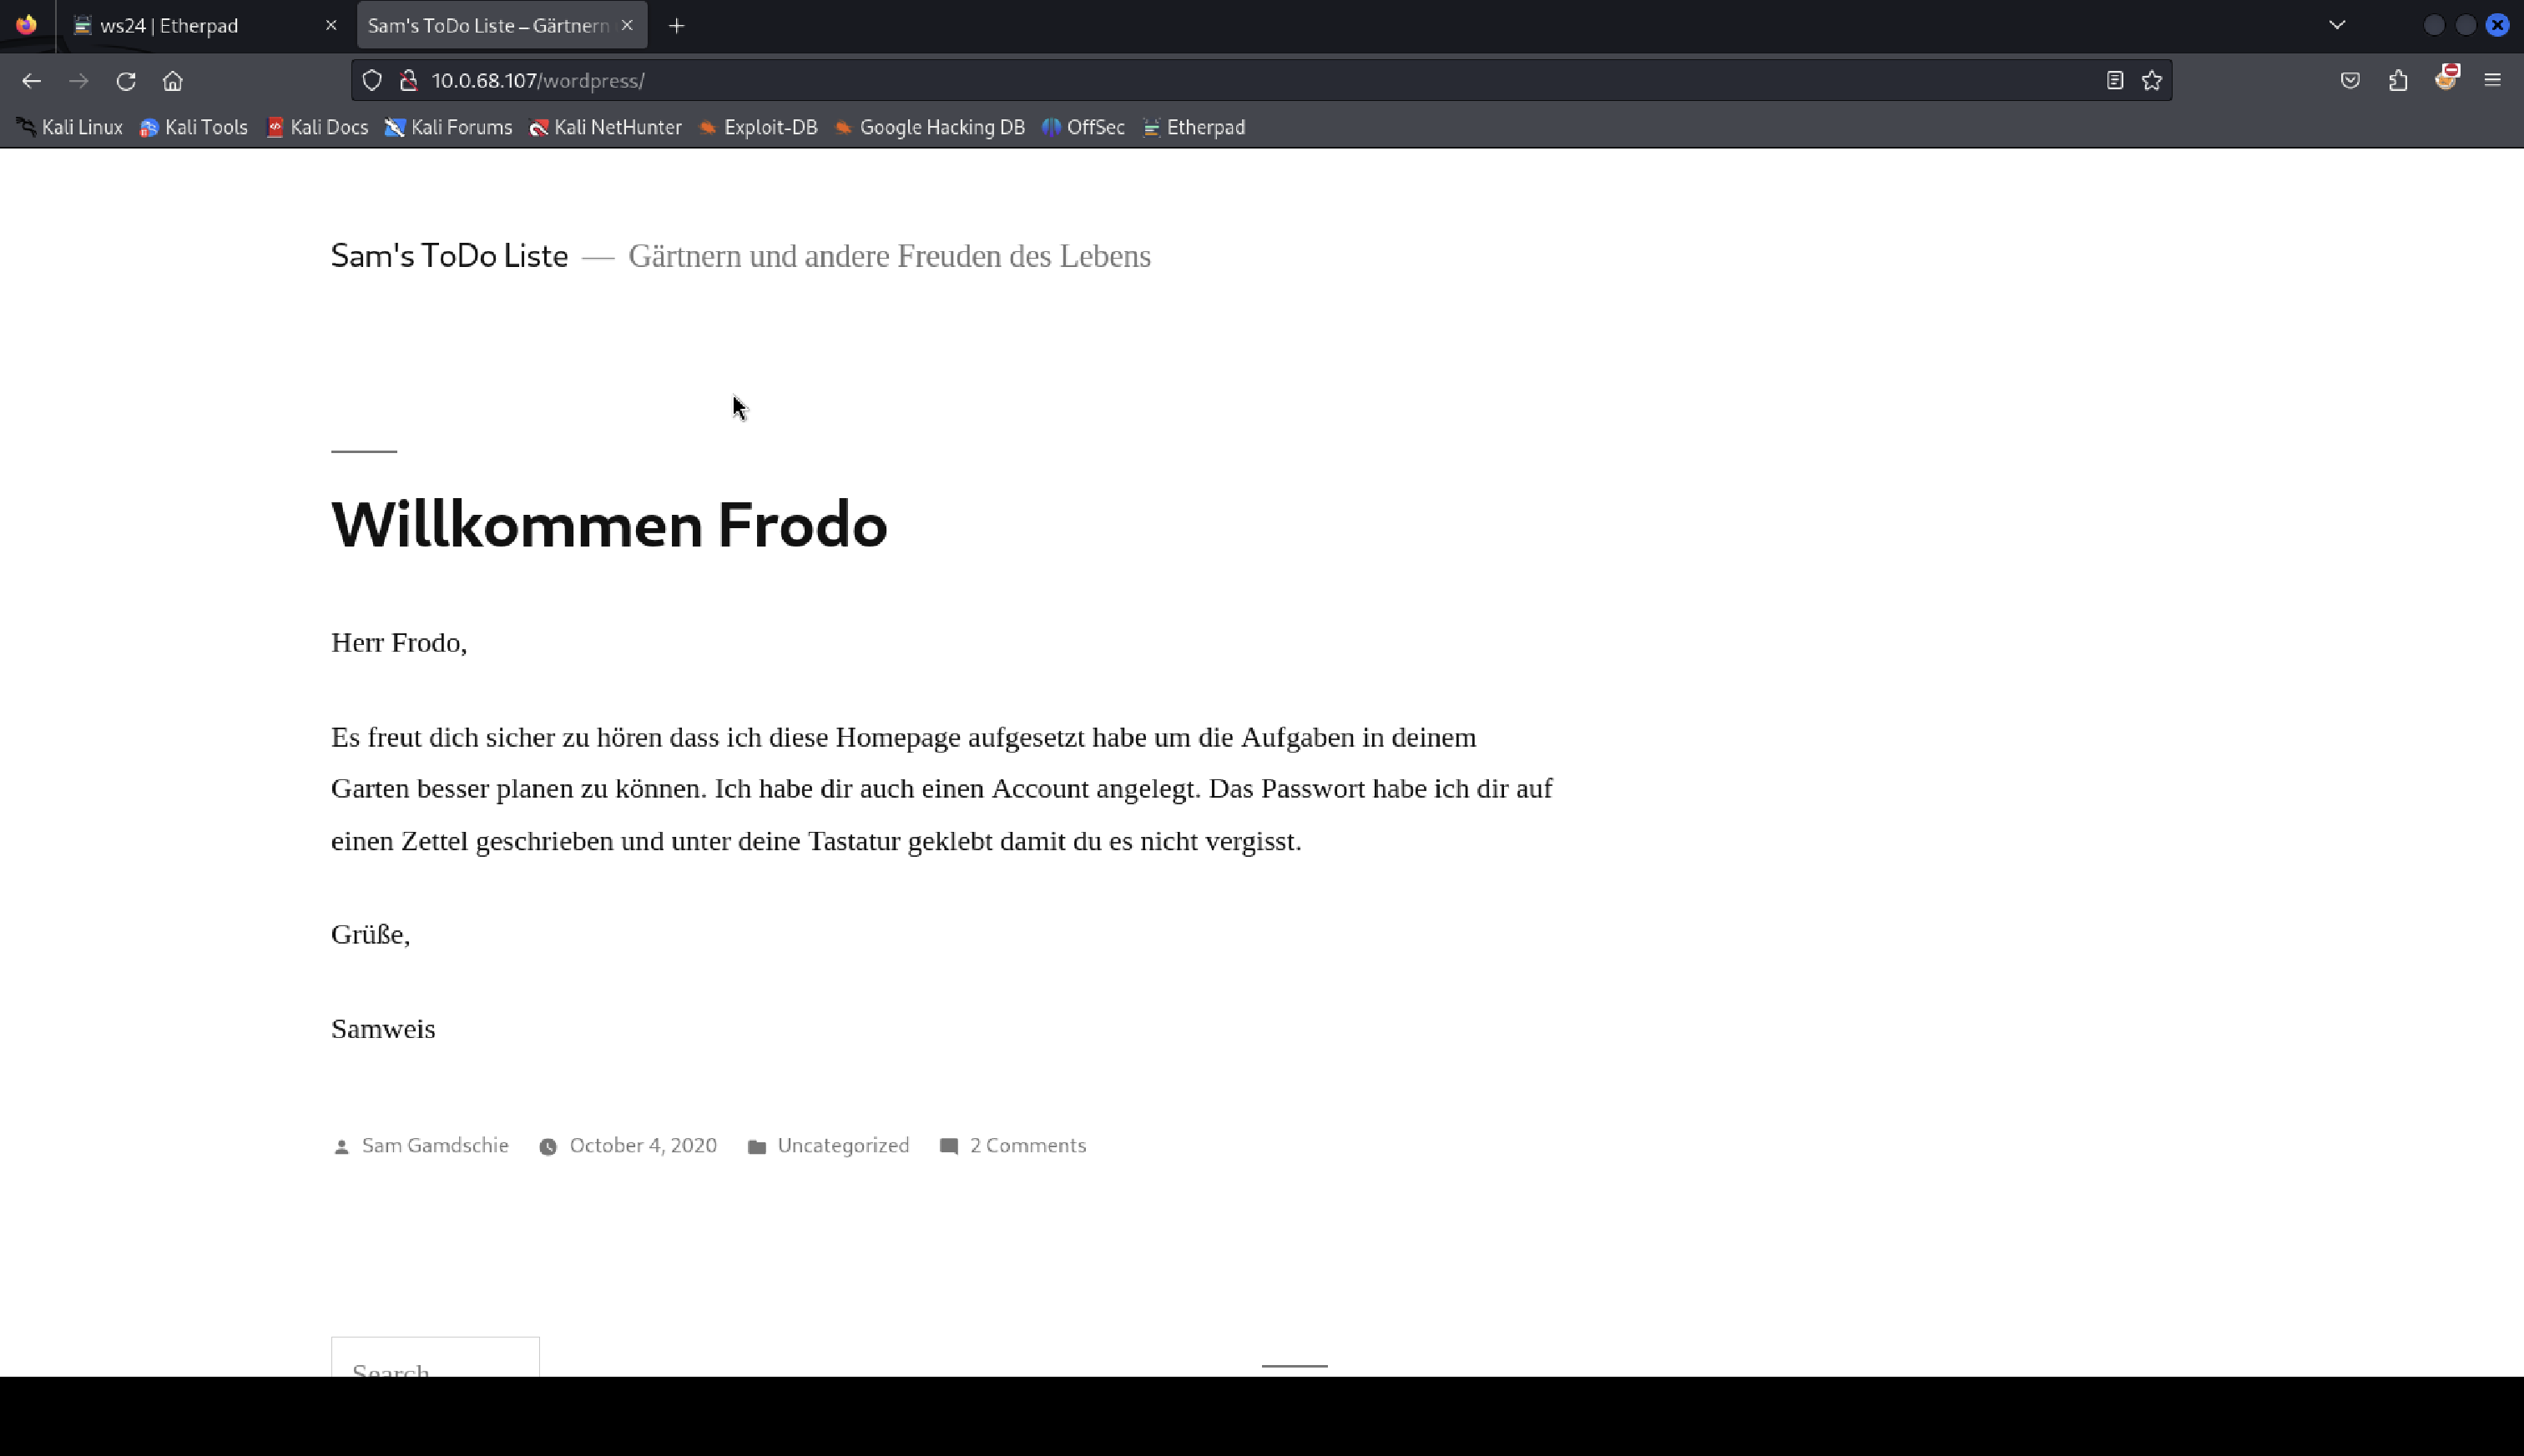 ws24 | Etherpad
Sam's ToDo Liste – Gärtnern
10.0.68.107/wordpress/
Kali Linux Kali Tools Kali Docs Kali Forums Kali NetHunter Exploit-DB Google Hacking DB OffSec Etherpad
Sam's ToDo Liste — Gärtnern und andere Freuden des Lebens
Willkommen Frodo
Herr Frodo,
Es freut dich sicher zu hören dass ich diese Homepage aufgesetzt habe um die Aufgaben in deinem
Garten besser planen zu können. Ich habe dir auch einen Account angelegt. Das Passwort habe ich dir auf
einen Zettel geschrieben und unter deine Tastatur geklebt damit du es nicht vergisst.
Grüße,
Samweis
Sam Gamdschie October 4, 2020 Uncategorized 2 Comments
Search